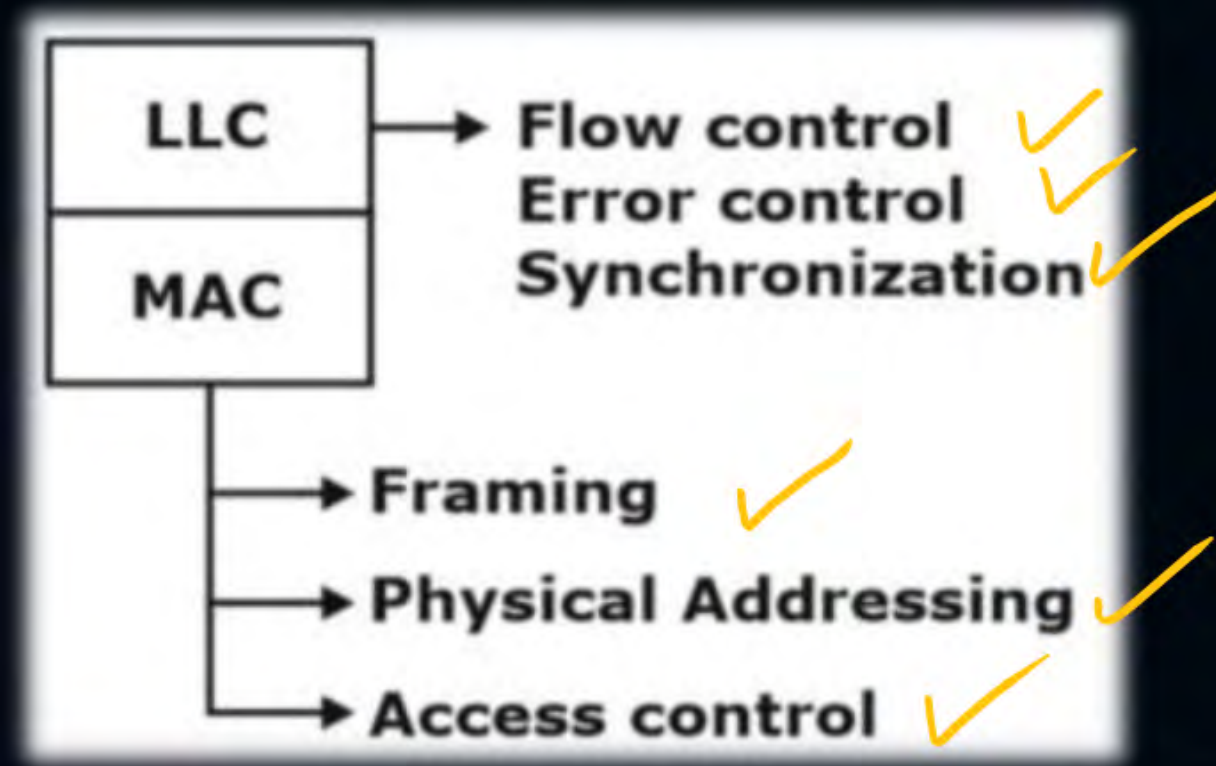 LLC
Flow control
Error control
Synchronization
MAC
Framing
Physical Addressing
Access control